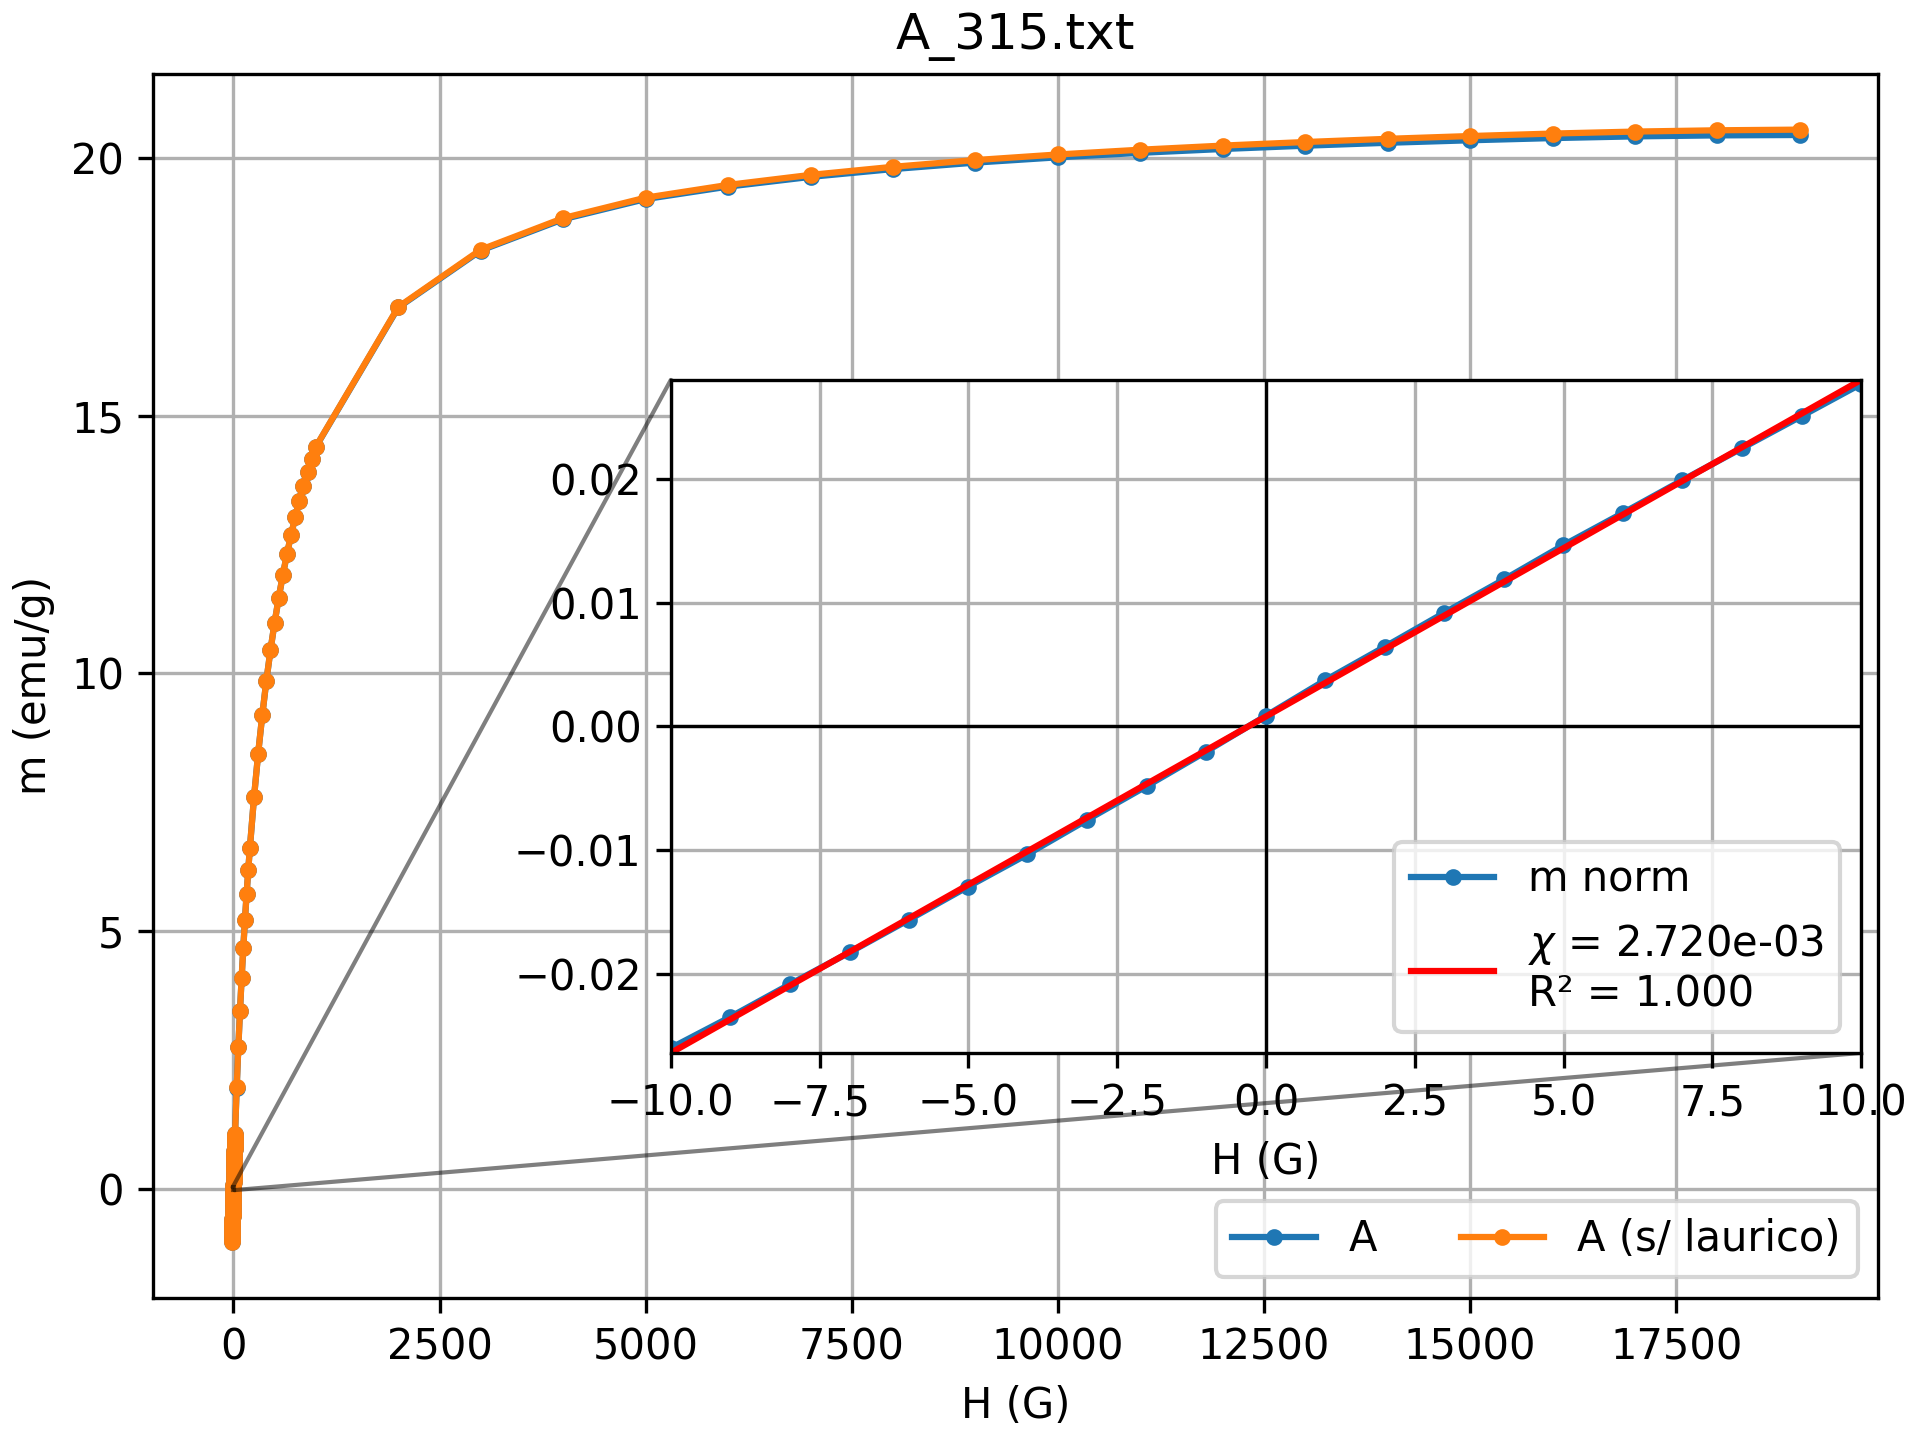 A_315.txt
m (emu/g)
20
15
10
5
0
0.02
0.01
0.00
−0.01
−0.02
m norm
χ = 2.720e-03
R² = 1.000
−10.0 −7.5 −5.0 −2.5 0.0 2.5 5.0 7.5 10.0
H (G)
A A (s/ laurico)
0 2500 5000 7500 10000 12500 15000 17500
H (G)